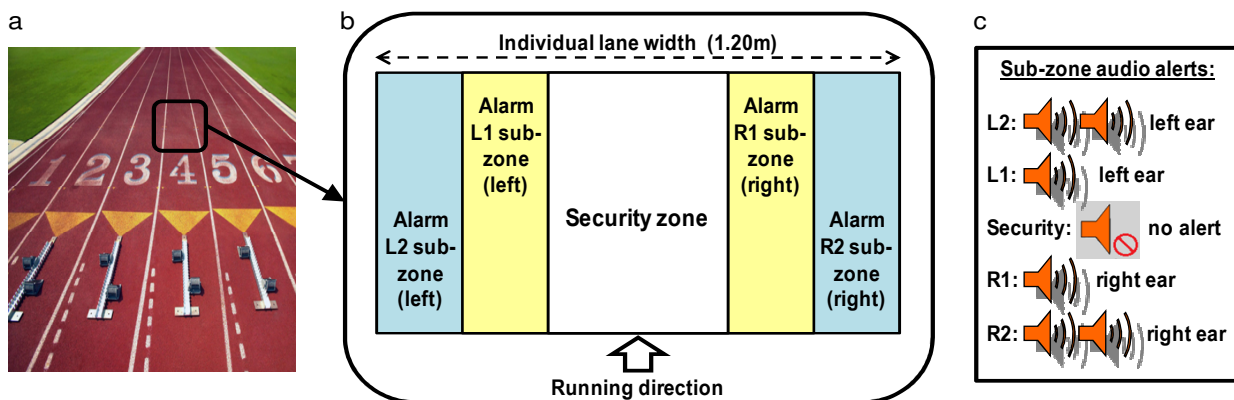 a
1 2 3 4 5 6
b
Individual lane width (1.20m)
Alarm
L2 sub-
zone
(left)
Alarm
L1 sub-
zone
(left)
Security zone
Alarm
R1 sub-
zone
(right)
Alarm
R2 sub-
zone
(right)
Running direction
c
Sub-zone audio alerts:
L2: left ear
L1: left ear
Security: no alert
R1: right ear
R2: right ear